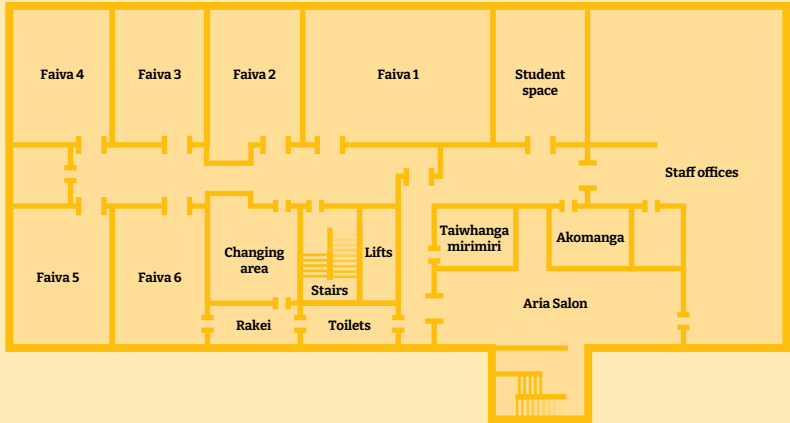 Faiva 4
Faiva 3
Faiva 2
Faiva 1
Student
space
Staff offices
Taiwhanga
mirimiri
Akomanga
Changing
area
Lifts
Faiva 5
Faiva 6
Stairs
Aria Salon
Rakei
Toilets